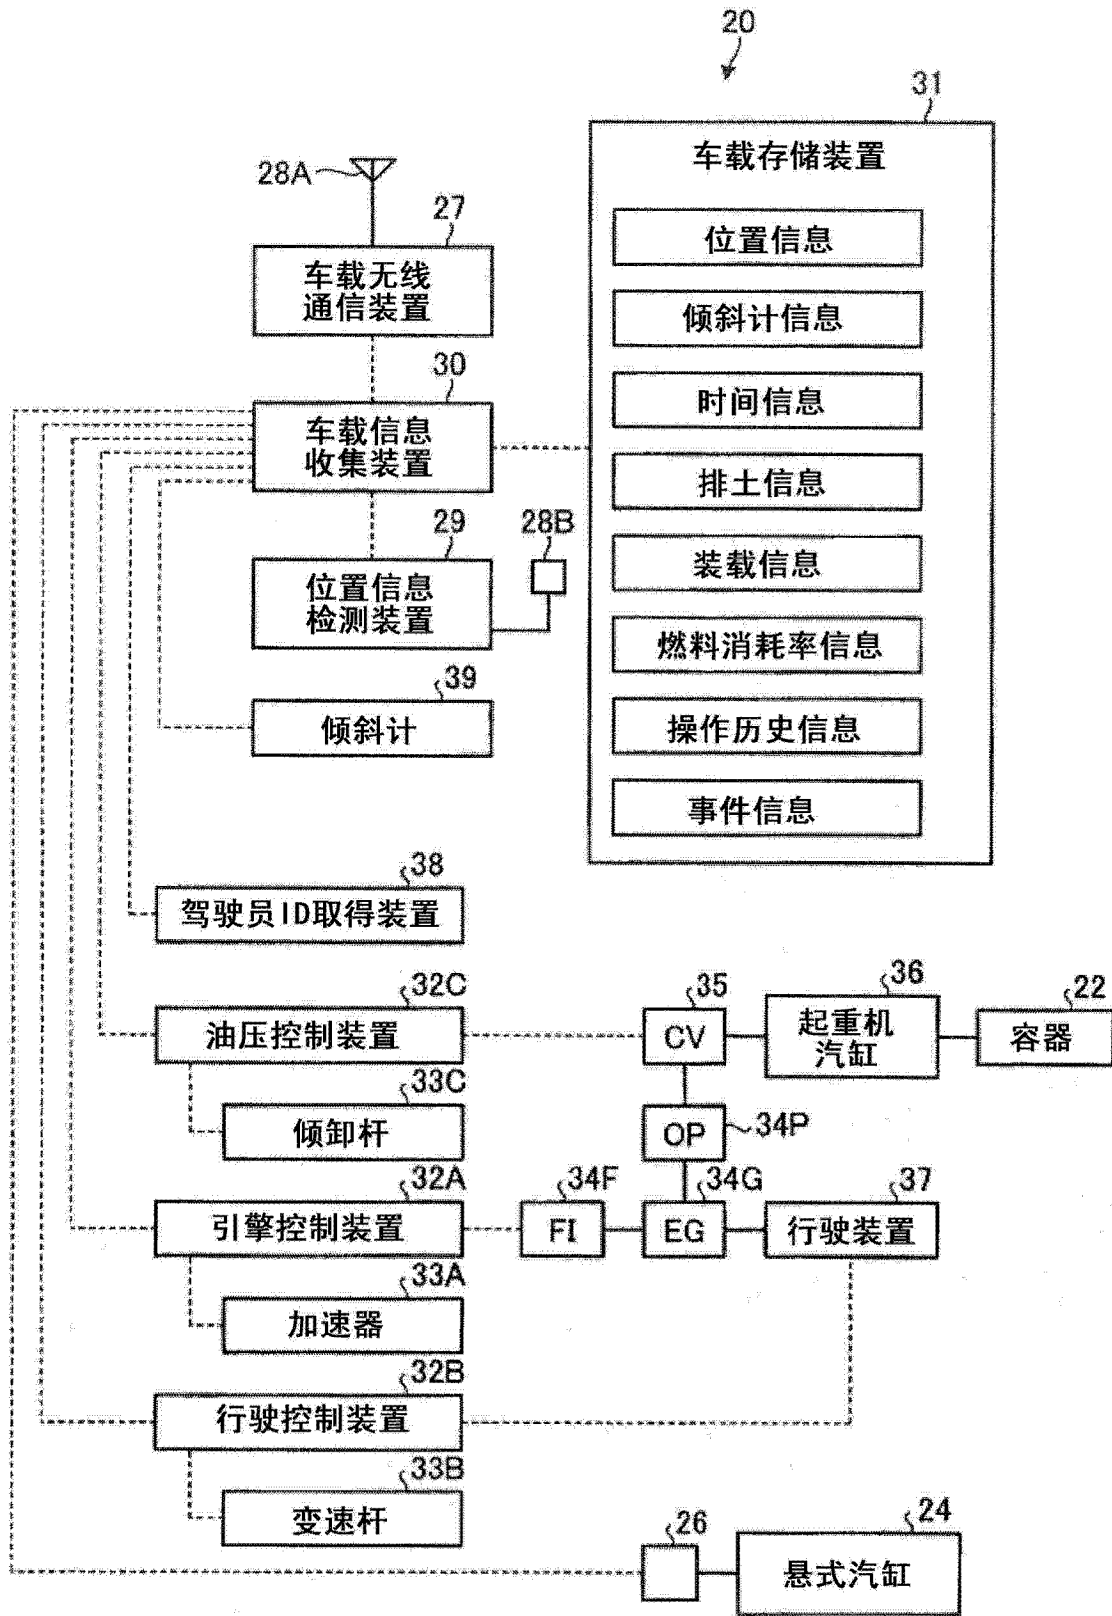 20
31
车载存储装置
位置信息
倾斜计信息
时间信息
排土信息
装载信息
燃料消耗率信息
操作历史信息
事件信息
28A
27
车载无线
通信装置
30
车载信息
收集装置
29
28B
位置信息
检测装置
39
倾斜计
38
驾驶员ID取得装置
32C
油压控制装置
35
CV
36
起重机
汽缸
22
容器
33C
倾卸杆
OP
34P
32A
引擎控制装置
34F
FI
34G
EG
37
行驶装置
33A
加速器
32B
行驶控制装置
33B
变速杆
26
24
悬式汽缸